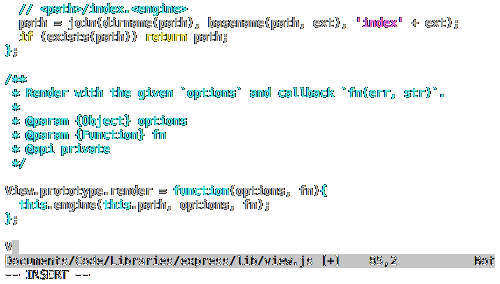 // <path>/index.<engine>
path = join(dirname(path), basename(path, ext), 'index' + ext);
if (exists(path)) return path;
};
/**
* Render with the given `options` and callback `fn(err, str)`.
*
* @param {Object} options
* @param {Function} fn
* @api private
*/
View.prototype.render = function(options, fn){
this.engine(this.path, options, fn);
};
V
Documents/Code/Libraries/express/lib/view.js [+] 95,2 Bot
-- INSERT --